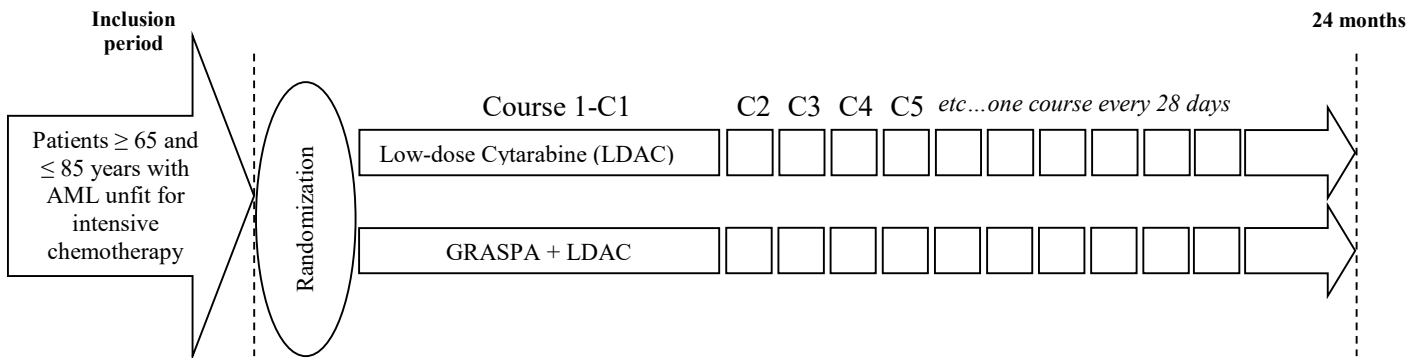 Inclusion
period
24 months
Patients ≥ 65 and
≤ 85 years with
AML unfit for
intensive
chemotherapy
Randomization
Course 1-C1
C2 C3 C4 C5 etc…one course every 28 days
Low-dose Cytarabine (LDAC)
GRASPA + LDAC